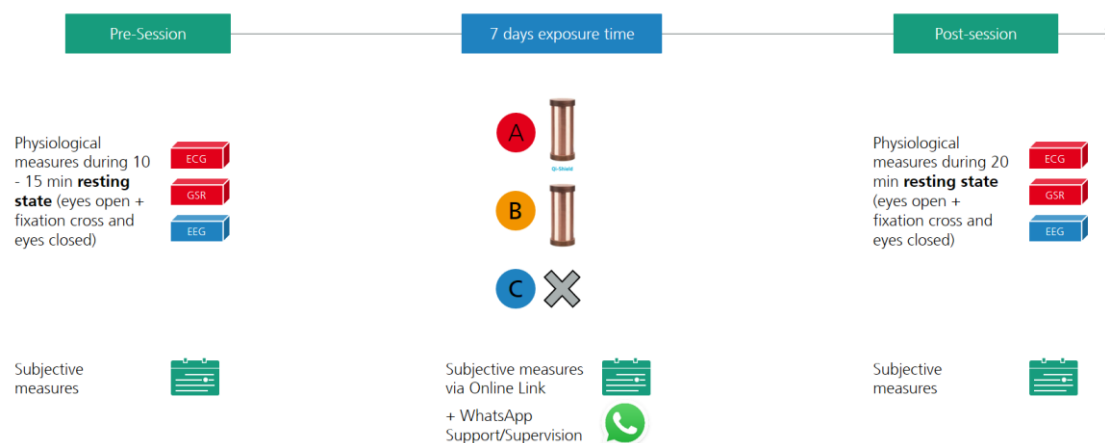 Pre-Session
7 days exposure time
Post-session
Physiological
measures during 10
- 15 min resting
state (eyes open +
fixation cross and
eyes closed)
ECG
GSR
EEG
A
Qi-Shield
B
C
Physiological
measures during 20
min resting state
(eyes open +
fixation cross and
eyes closed)
ECG
GSR
EEG
Subjective
measures
Subjective measures
via Online Link
+ WhatsApp
Support/Supervision
Subjective
measures